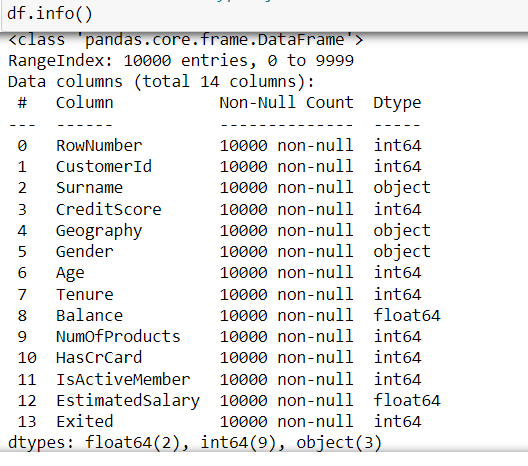 df.info()
<class 'pandas.core.frame.DataFrame'>
RangeIndex: 10000 entries, 0 to 9999
Data columns (total 14 columns):
 #   Column           Non-Null Count  Dtype
---  ------           --------------  -----
 0   RowNumber        10000 non-null  int64
 1   CustomerId       10000 non-null  int64
 2   Surname          10000 non-null  object
 3   CreditScore      10000 non-null  int64
 4   Geography        10000 non-null  object
 5   Gender           10000 non-null  object
 6   Age              10000 non-null  int64
 7   Tenure           10000 non-null  int64
 8   Balance          10000 non-null  float64
 9   NumOfProducts    10000 non-null  int64
 10  HasCrCard        10000 non-null  int64
 11  IsActiveMember   10000 non-null  int64
 12  EstimatedSalary  10000 non-null  float64
 13  Exited           10000 non-null  int64
dtypes: float64(2), int64(9), object(3)